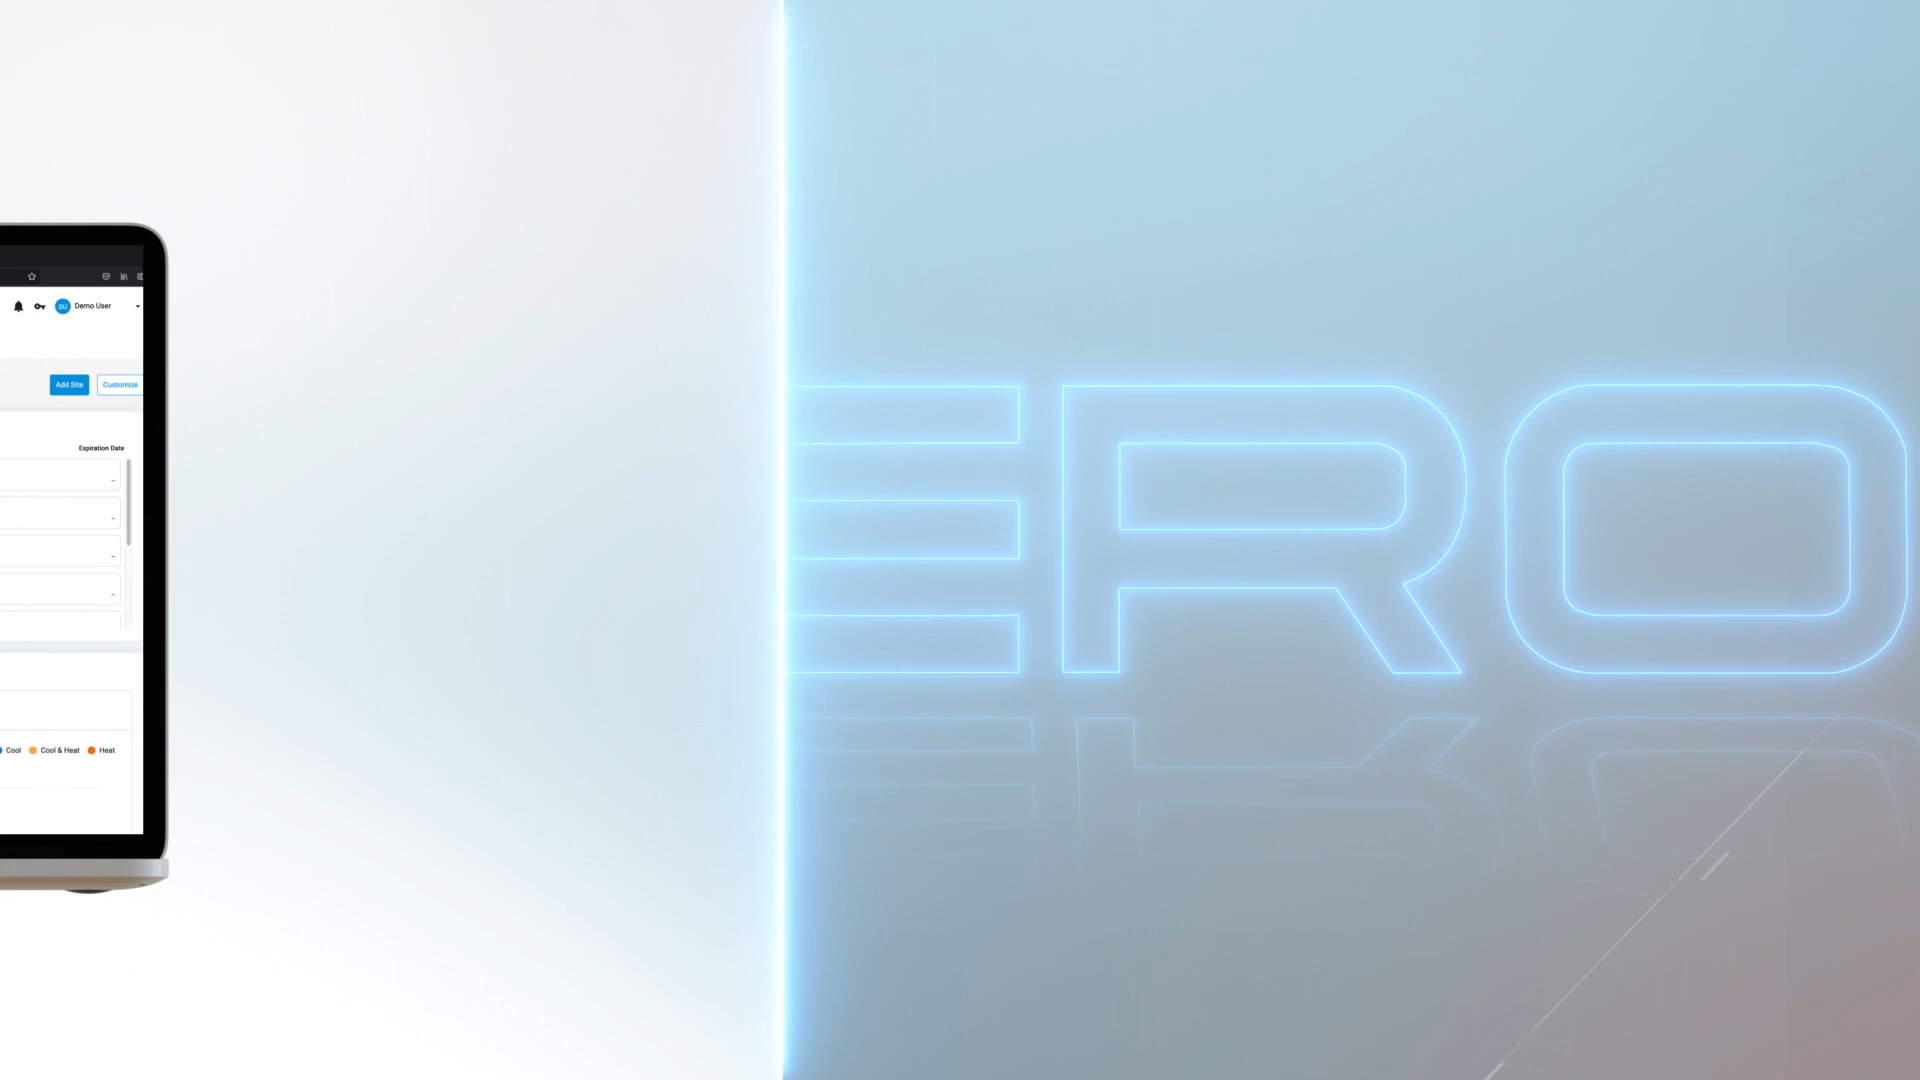 DU Demo User
Add Site Customize
Expiration Date
Cool Cool & Heat Heat
ERO